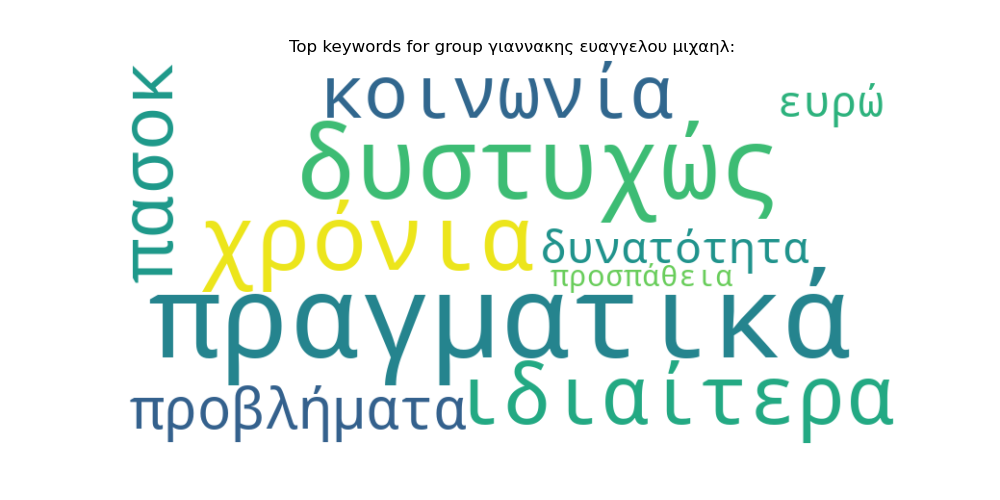 Top keywords for group γιαννακης ευαγγελου μιχαηλ:
πασοκ
κοινωνία
ευρώ
δυστυχώς
χρόνια
δυνατότητα
προσπάθεια
πραγματικά
προβλήματα
ιδιαίτερα